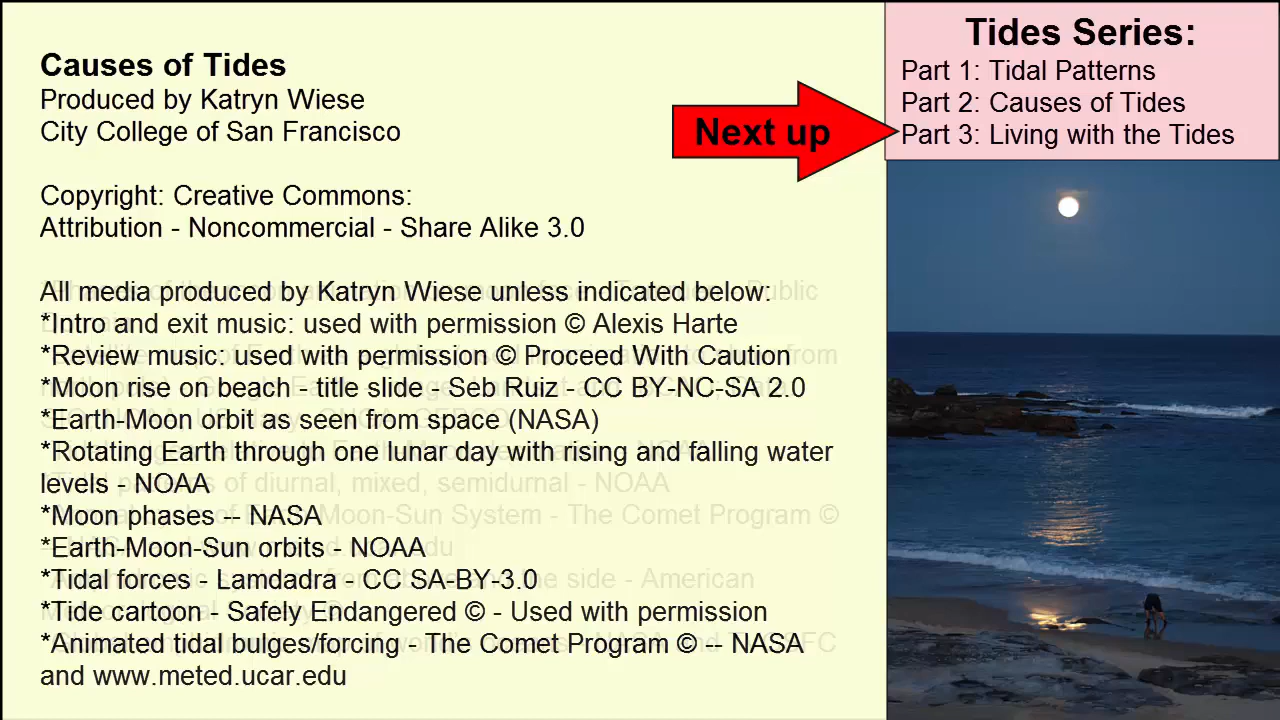 Causes of Tides
Produced by Katryn Wiese
City College of San Francisco
Copyright: Creative Commons:
Attribution - Noncommercial - Share Alike 3.0
All media produced by Katryn Wiese unless indicated below:
*Intro and exit music: used with permission © Alexis Harte
*Review music: used with permission © Proceed With Caution
*Moon rise on beach - title slide - Seb Ruiz - CC BY-NC-SA 2.0
*Earth-Moon orbit as seen from space (NASA)
*Rotating Earth through one lunar day with rising and falling water
levels - NOAA
*Moon phases -- NASA
*Earth-Moon-Sun orbits - NOAA
*Tidal forces - Lamdadra - CC SA-BY-3.0
*Tide cartoon - Safely Endangered © - Used with permission
*Animated tidal bulges/forcing - The Comet Program © -- NASA
and www.meted.ucar.edu
Next up
Tides Series:
Part 1: Tidal Patterns
Part 2: Causes of Tides
Part 3: Living with the Tides